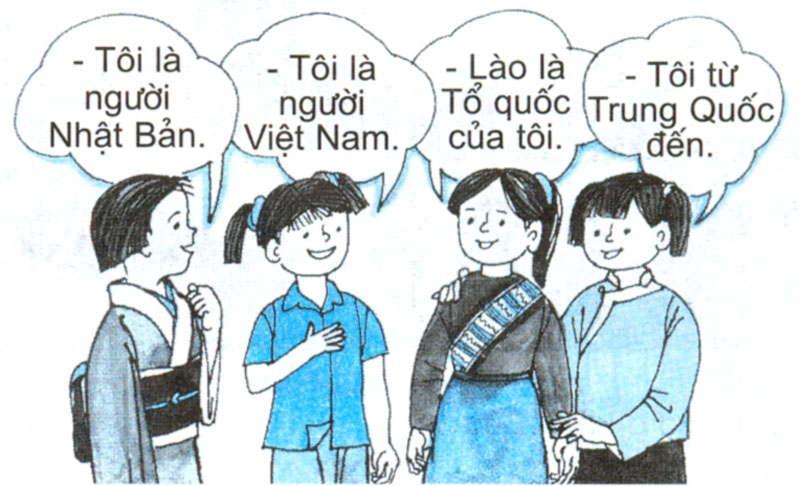 - Tôi là
người
Nhật Bản.
- Tôi là
người
Việt Nam.
- Lào là
Tổ quốc
của tôi.
- Tôi từ
Trung Quốc
đến.